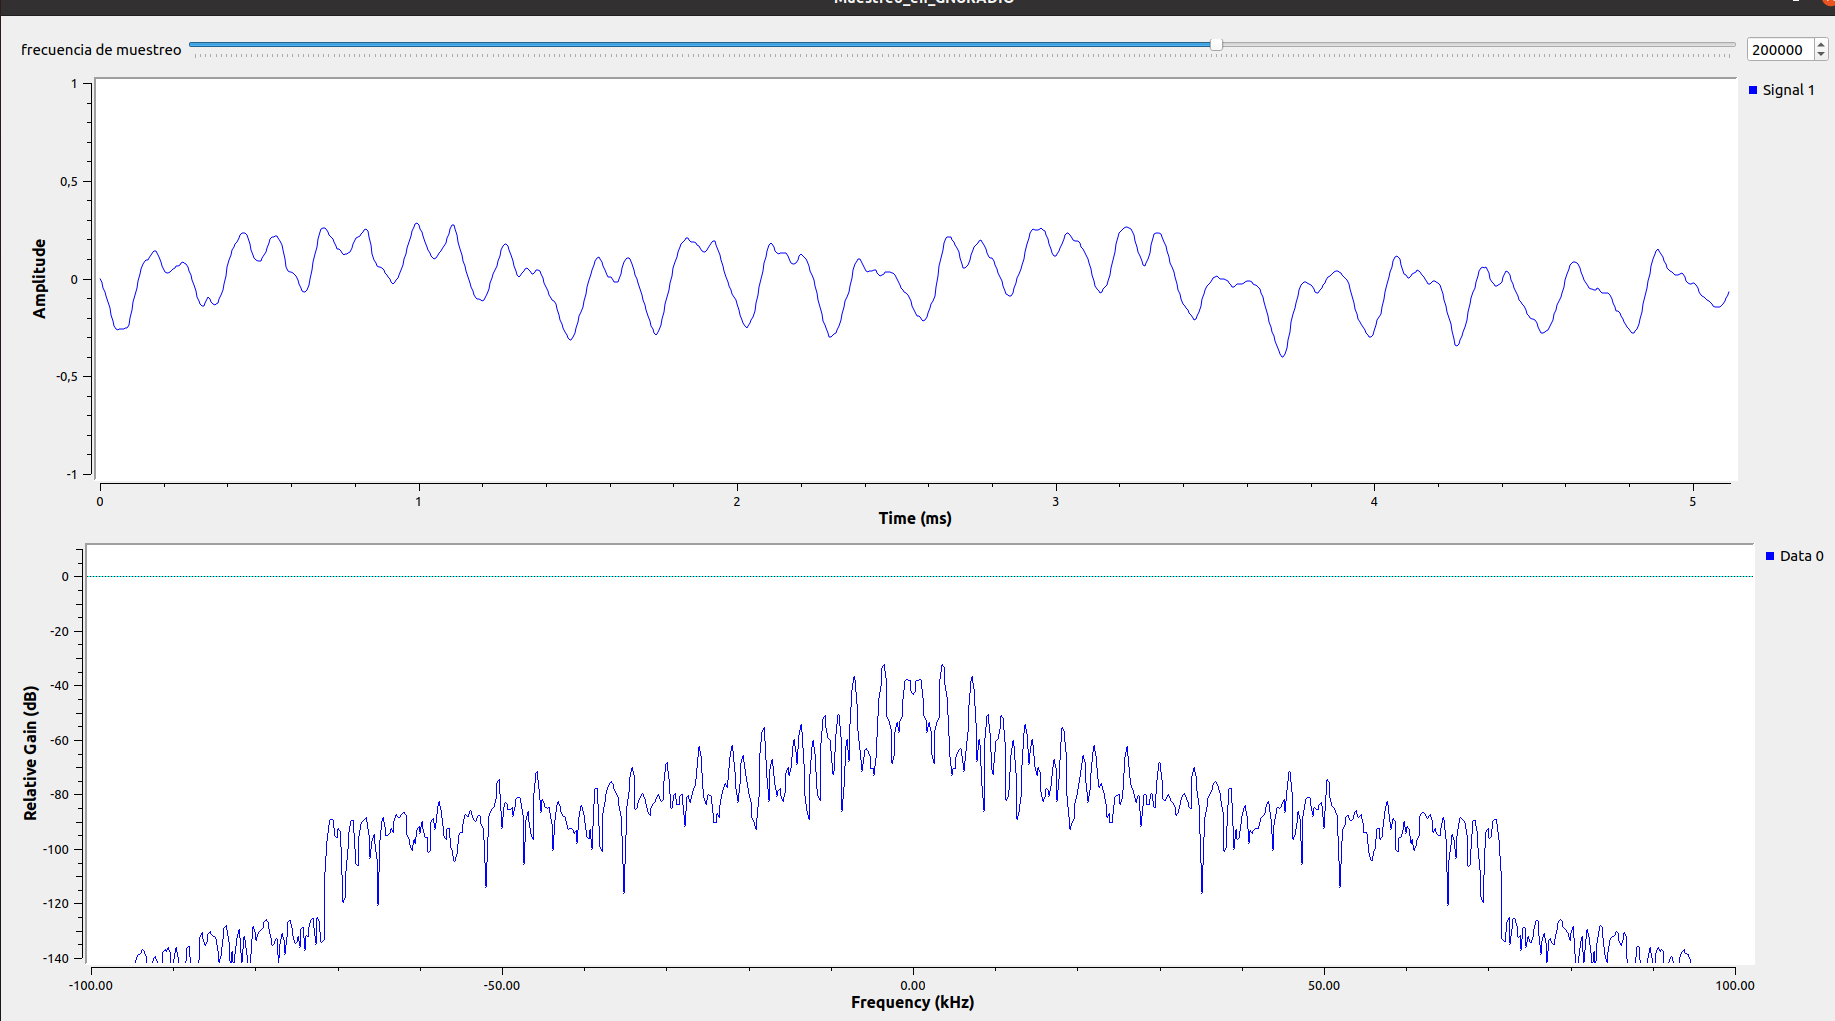 Muestreo_en_GNURADIO
frecuencia de muestreo
200000
Signal 1
1
0,5
0
-0,5
-1
Amplitude
0 1 2 3 4 5
Time (ms)
Data 0
0
-20
-40
-60
-80
-100
-120
-140
Relative Gain (dB)
-100.00 -50.00 0.00 50.00 100.00
Frequency (kHz)